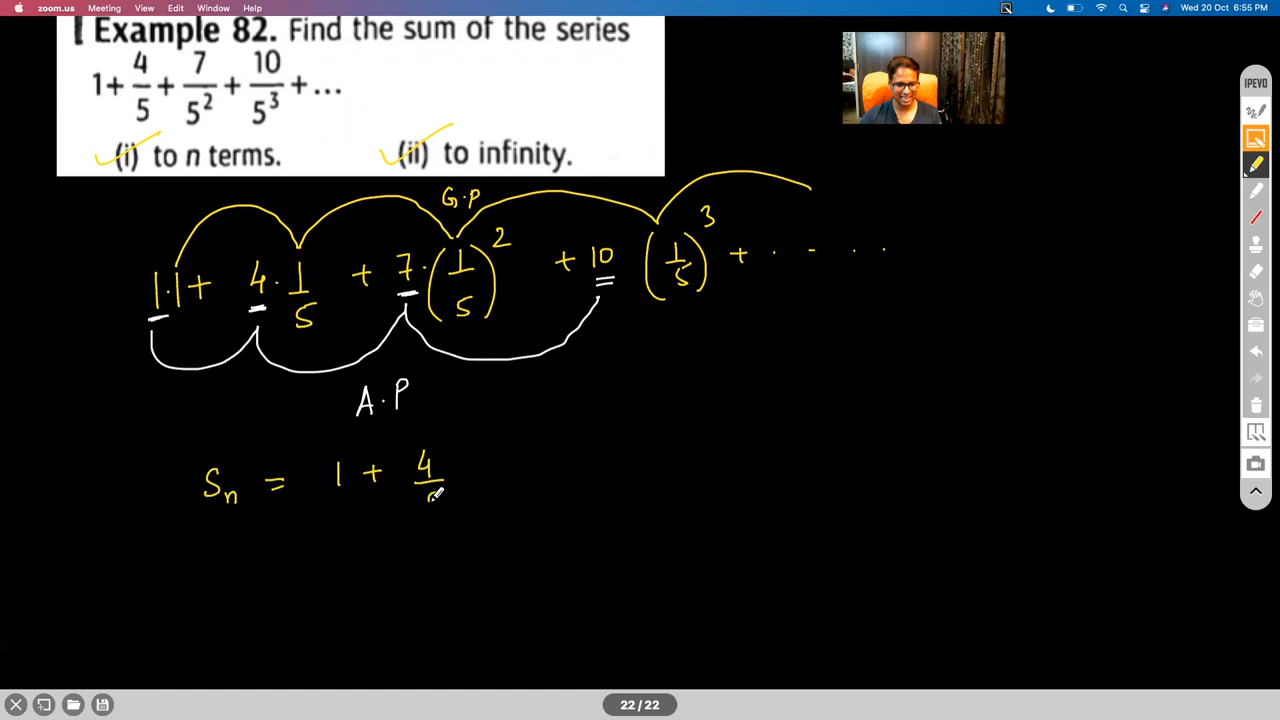 zoom.us Meeting View Edit Window Help Wed 20 Oct 6:55 PM
Example 82. Find the sum of the series
1+ 4/5 + 7/5² + 10/5³ +...
(i) to n terms. (ii) to infinity.
IPEVO
G.P
1.1 + 4.1/5 + 7.(1/5)² + 10 (1/5)³ + . - . .
A.P
Sn = 1 + 4/
22 / 22